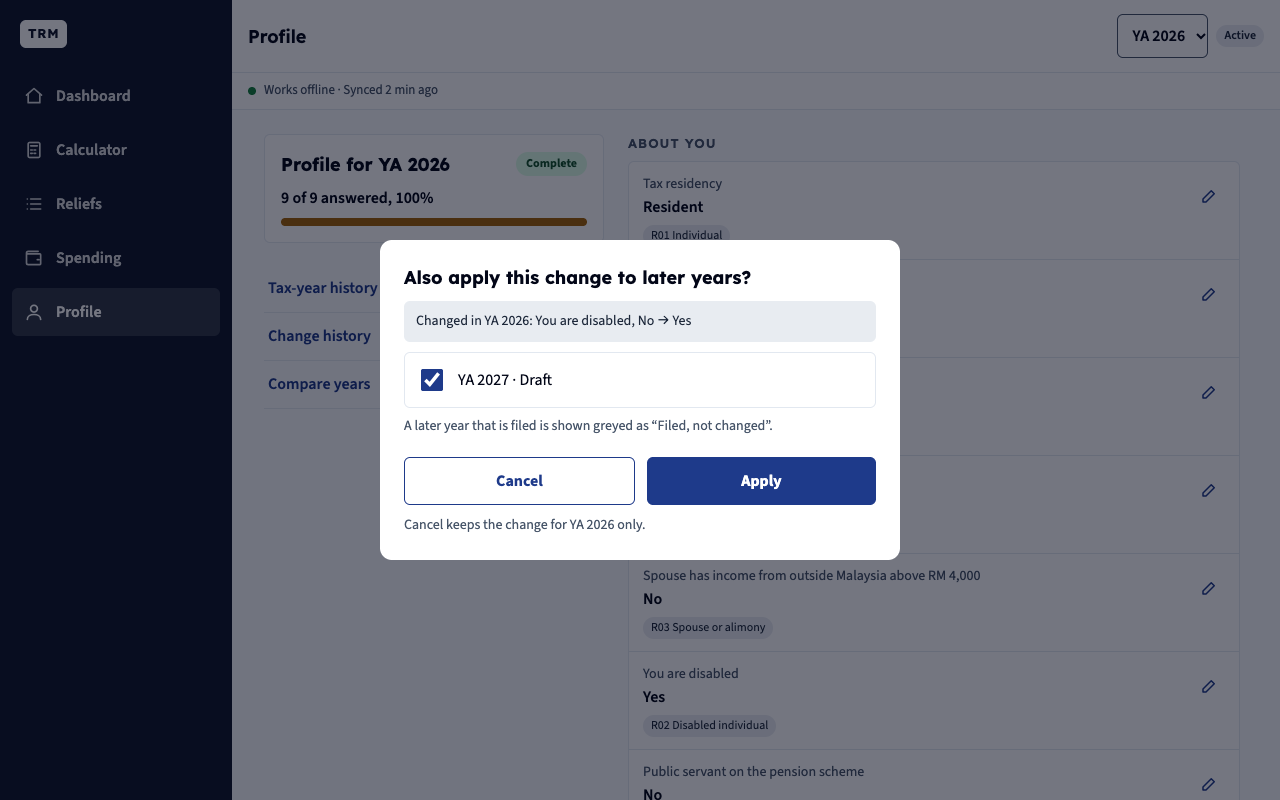 TRM
Dashboard
Calculator
Reliefs
Spending
Profile
Profile
YA 2026
Active
Works offline · Synced 2 min ago
Profile for YA 2026
Complete
9 of 9 answered, 100%
Tax-year history
Change history
Compare years
ABOUT YOU
Tax residency
Resident
R01 Individual
Also apply this change to later years?
Changed in YA 2026: You are disabled, No → Yes
YA 2027 · Draft
A later year that is filed is shown greyed as “Filed, not changed”.
Cancel
Apply
Cancel keeps the change for YA 2026 only.
Spouse has income from outside Malaysia above RM 4,000
No
R03 Spouse or alimony
You are disabled
Yes
R02 Disabled individual
Public servant on the pension scheme
No